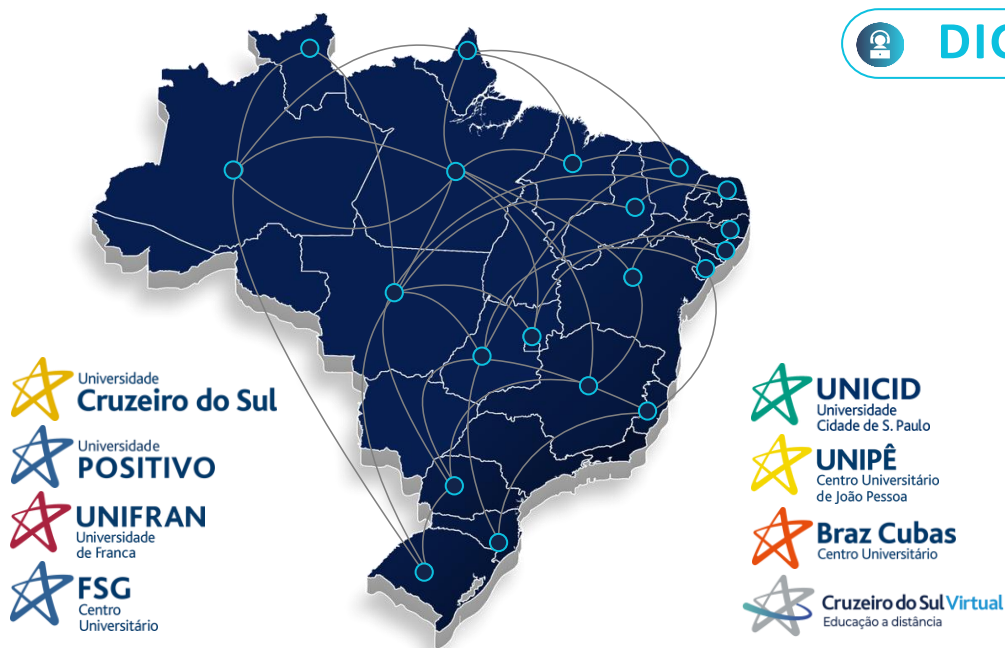 Universidade
Cruzeiro do Sul
Universidade
POSITIVO
UNIFRAN
Universidade
de Franca
FSG
Centro
Universitário
UNICID
Universidade
Cidade de S. Paulo
UNIPÊ
Centro Universitário
de João Pessoa
Braz Cubas
Centro Universitário
Cruzeiro do Sul Virtual
Educação a distância